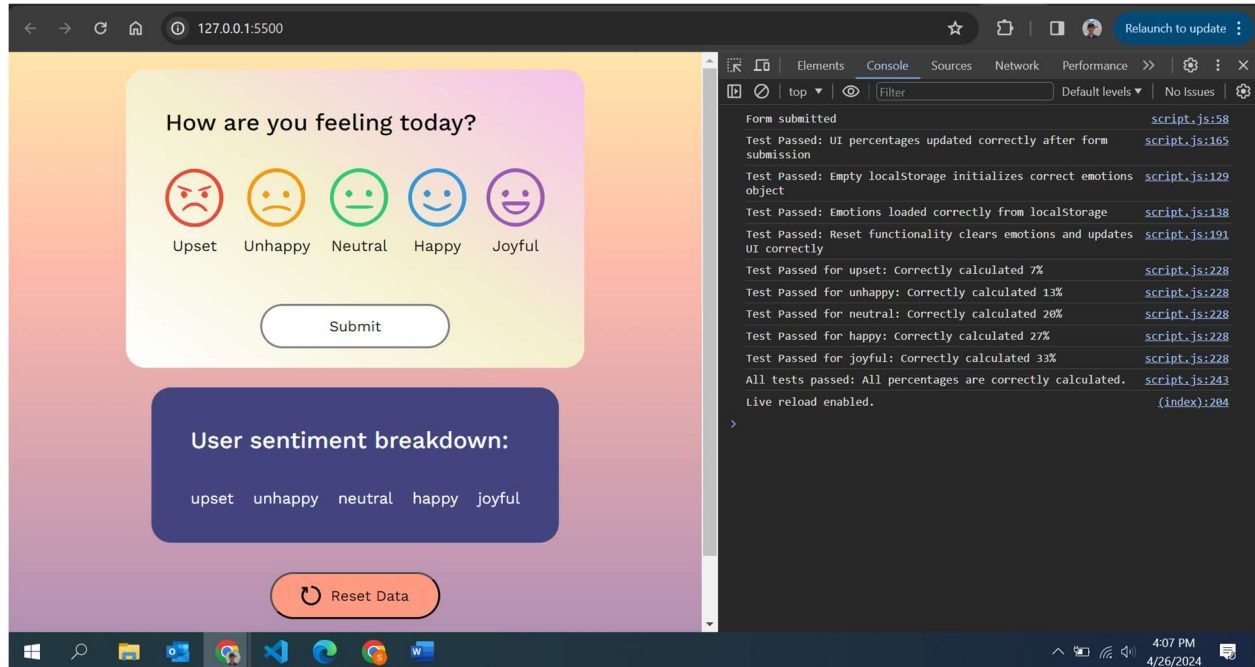 127.0.0.1:5500
Relaunch to update
How are you feeling today?
Upset Unhappy Neutral Happy Joyful
Submit
User sentiment breakdown:
upset unhappy neutral happy joyful
Reset Data
Elements Console Sources Network Performance
top Filter Default levels No Issues
Form submitted script.js:58
Test Passed: UI percentages updated correctly after form script.js:165
submission
Test Passed: Empty localStorage initializes correct emotions script.js:129
object
Test Passed: Emotions loaded correctly from localStorage script.js:138
Test Passed: Reset functionality clears emotions and updates script.js:191
UI correctly
Test Passed for upset: Correctly calculated 7% script.js:228
Test Passed for unhappy: Correctly calculated 13% script.js:228
Test Passed for neutral: Correctly calculated 20% script.js:228
Test Passed for happy: Correctly calculated 27% script.js:228
Test Passed for joyful: Correctly calculated 33% script.js:228
All tests passed: All percentages are correctly calculated. script.js:243
Live reload enabled. (index):204
4:07 PM
4/26/2024